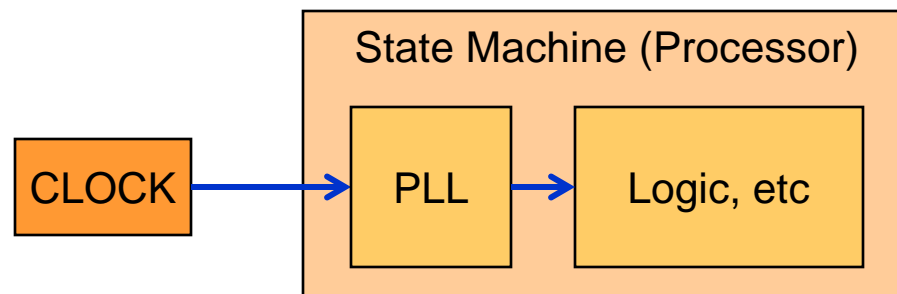 State Machine (Processor)
CLOCK
PLL
Logic, etc